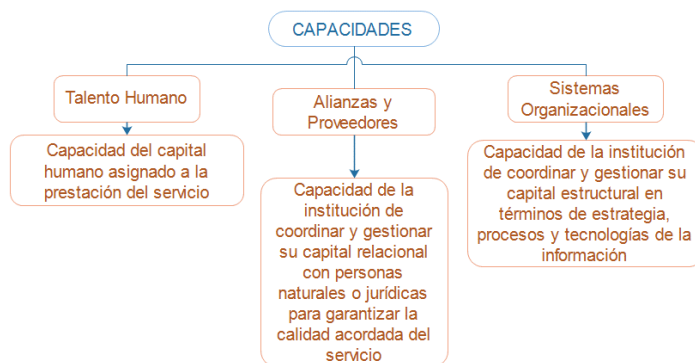 CAPACIDADES
Talento Humano
Capacidad del capital
humano asignado a la
prestación del servicio
Alianzas y
Proveedores
Capacidad de la
institución de
coordinar y gestionar
su capital relacional
con personas
naturales o jurídicas
para garantizar la
calidad acordada del
servicio
Sistemas
Organizacionales
Capacidad de la institución
de coordinar y gestionar su
capital estructural en
términos de estrategia,
procesos y tecnologías de la
información